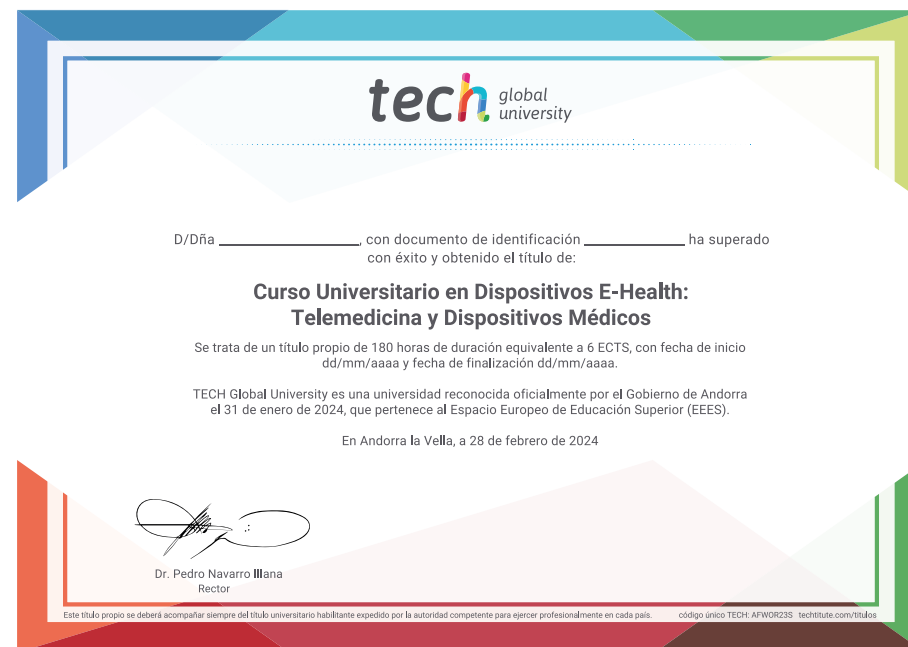 tech global university
D/Dña ____________________, con documento de identificación ______________ ha superado
con éxito y obtenido el título de:
Curso Universitario en Dispositivos E-Health:
Telemedicina y Dispositivos Médicos
Se trata de un título propio de 180 horas de duración equivalente a 6 ECTS, con fecha de inicio
dd/mm/aaaa y fecha de finalización dd/mm/aaaa.
TECH Global University es una universidad reconocida oficialmente por el Gobierno de Andorra
el 31 de enero de 2024, que pertenece al Espacio Europeo de Educación Superior (EEES).
En Andorra la Vella, a 28 de febrero de 2024
Dr. Pedro Navarro Illana
Rector
Este título propio se deberá acompañar siempre del título universitario habilitante expedido por la autoridad competente para ejercer profesionalmente en cada país. código único TECH: AFWOR23S techtitute.com/titulos